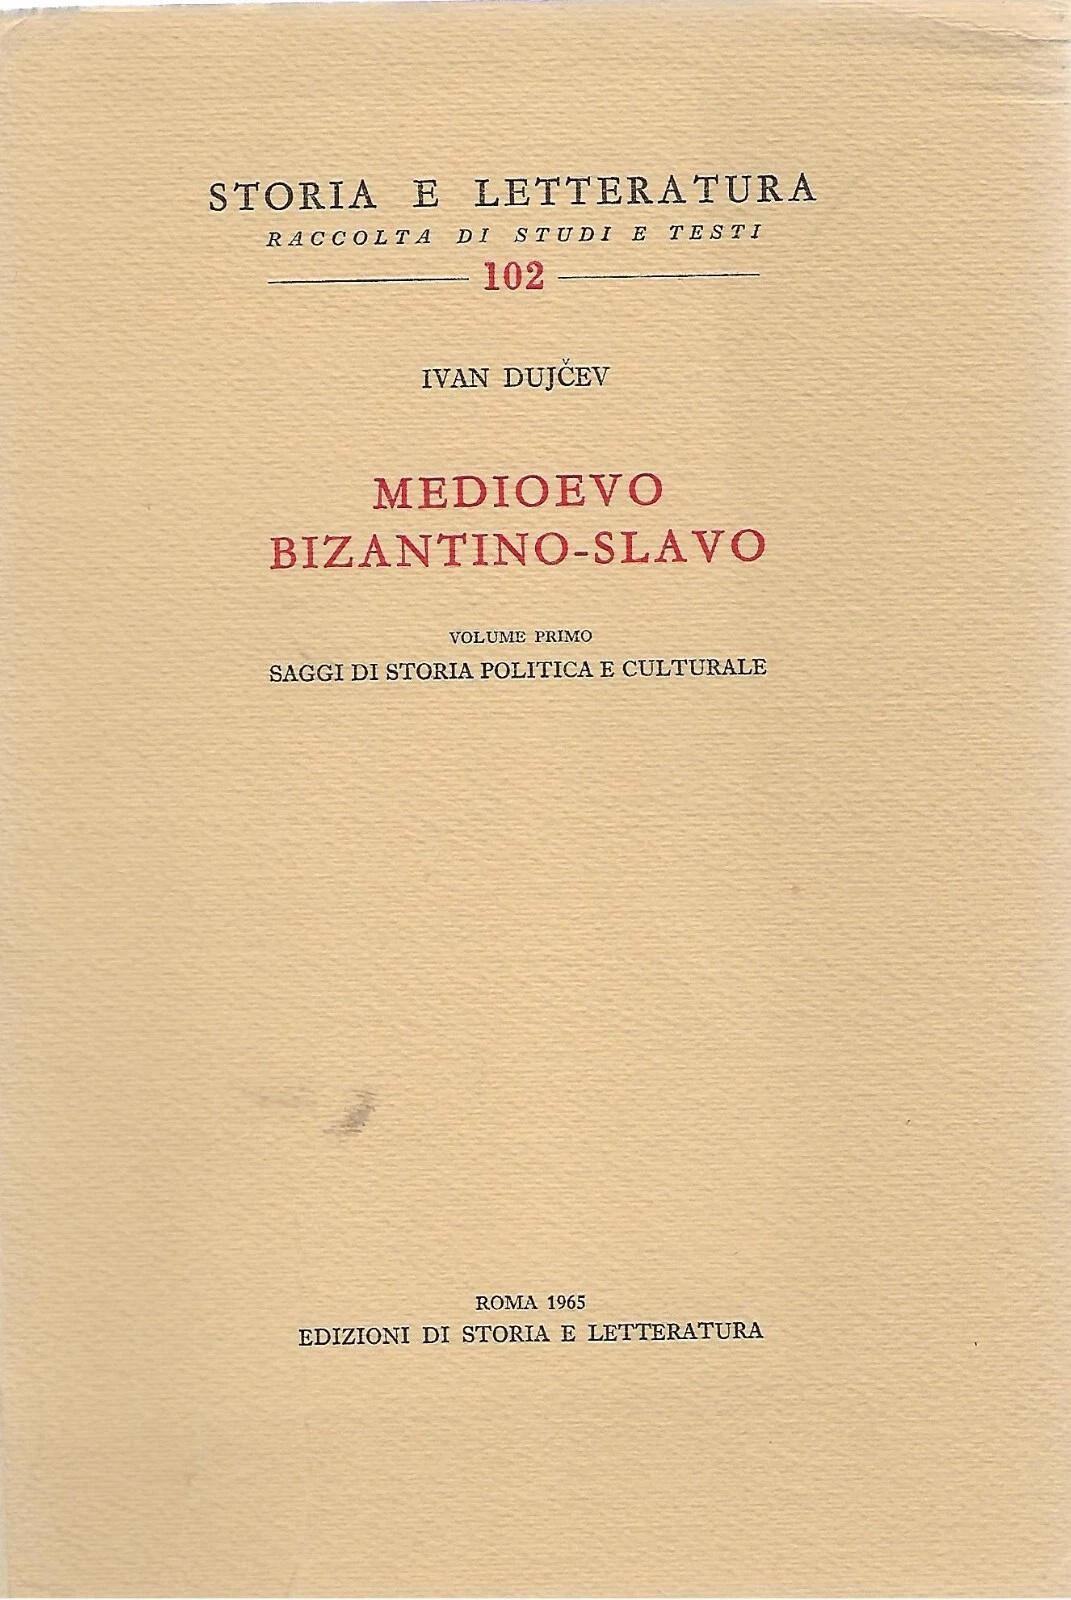 STORIA E LETTERATURA
RACCOLTA DI STUDI E TESTI
102
IVAN DUJČEV
MEDIOEVO
BIZANTINO-SLAVO
VOLUME PRIMO
SAGGI DI STORIA POLITICA E CULTURALE
ROMA 1965
EDIZIONI DI STORIA E LETTERATURA